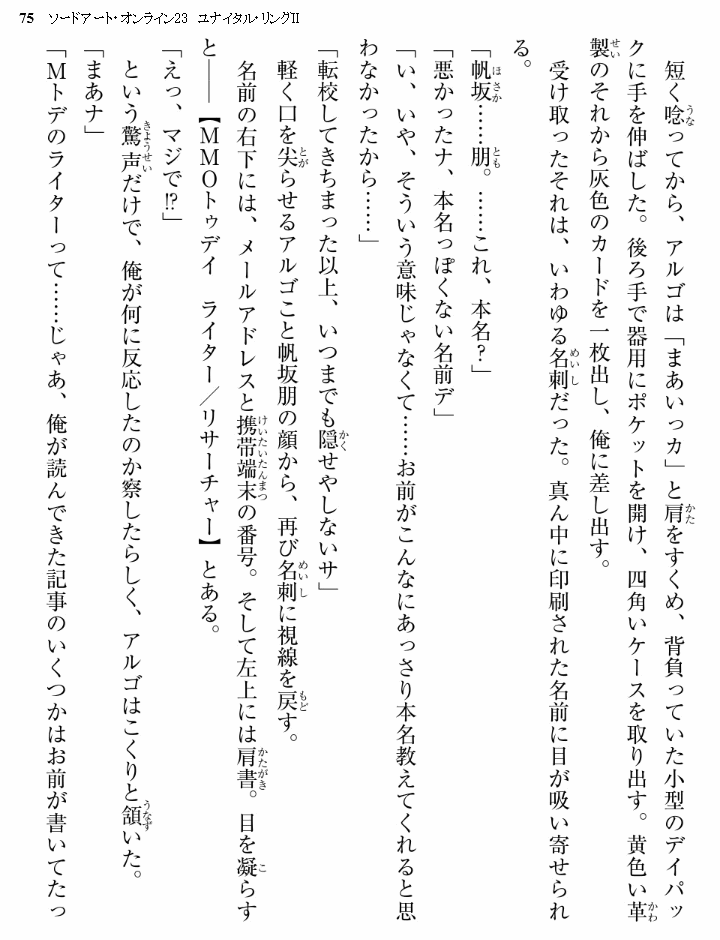 75 ソードアート・オンライン23 ユナイタル・リングII
短く唸ってから、アルゴは「まあいっカ」と肩をすくめ、背負っていた小型のデイパッ
クに手を伸ばした。後ろ手で器用にポケットを開け、四角いケースを取り出す。黄色い革
製のそれから灰色のカードを一枚出し、俺に差し出す。
受け取ったそれは、いわゆる名刺だった。真ん中に印刷された名前に目が吸い寄せられ
る。
「帆坂……朋。……これ、本名?」
「悪かったナ、本名っぽくない名前デ」
「い、いや、そういう意味じゃなくて……お前がこんなにあっさり本名教えてくれると思
わなかったから……」
「転校してきちまった以上、いつまでも隠せやしないサ」
軽く口を尖らせるアルゴこと帆坂朋の顔から、再び名刺に視線を戻す。
名前の右下には、メールアドレスと携帯端末の番号。そして左上には肩書。目を凝らす
と――【MMOトゥデイ ライター/リサーチャー】とある。
「えっ、マジで!?」
という驚声だけで、俺が何に反応したのか察したらしく、アルゴはこくりと頷いた。
「まあナ」
「Mトデのライターって……じゃあ、俺が読んできた記事のいくつかはお前が書いてたっ